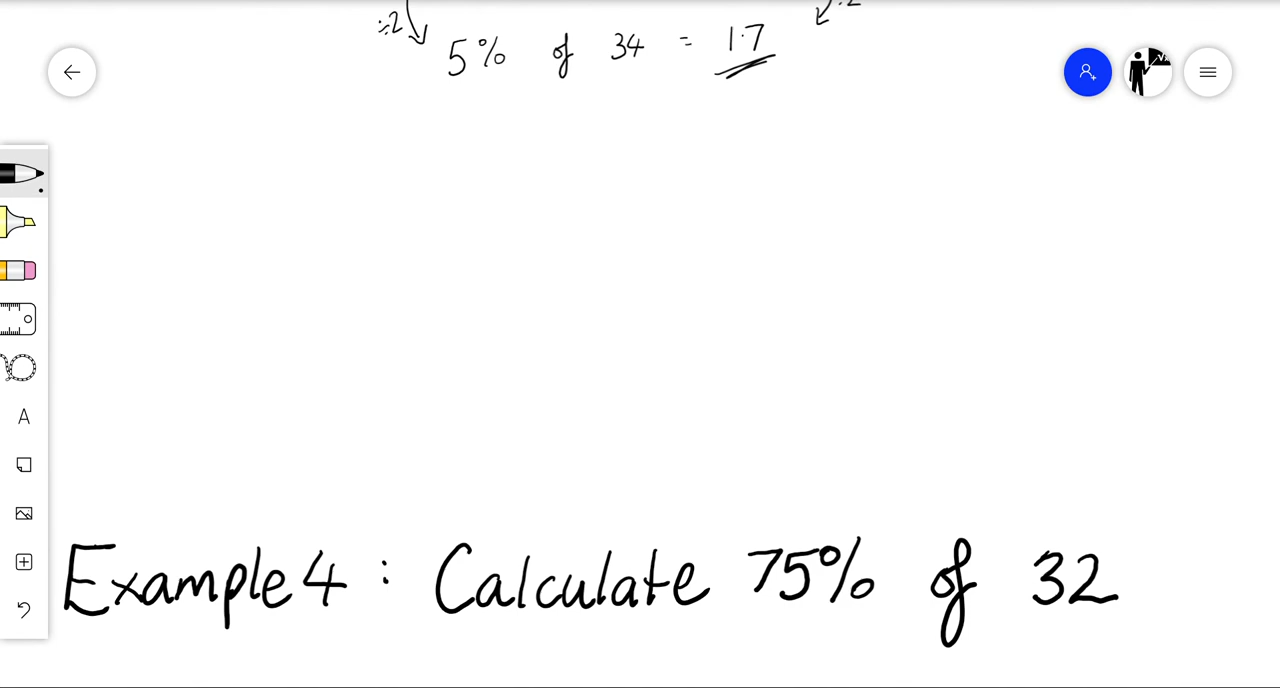 ÷2
5% of 34 = 1.7
A
Example 4 : Calculate 75% of 32